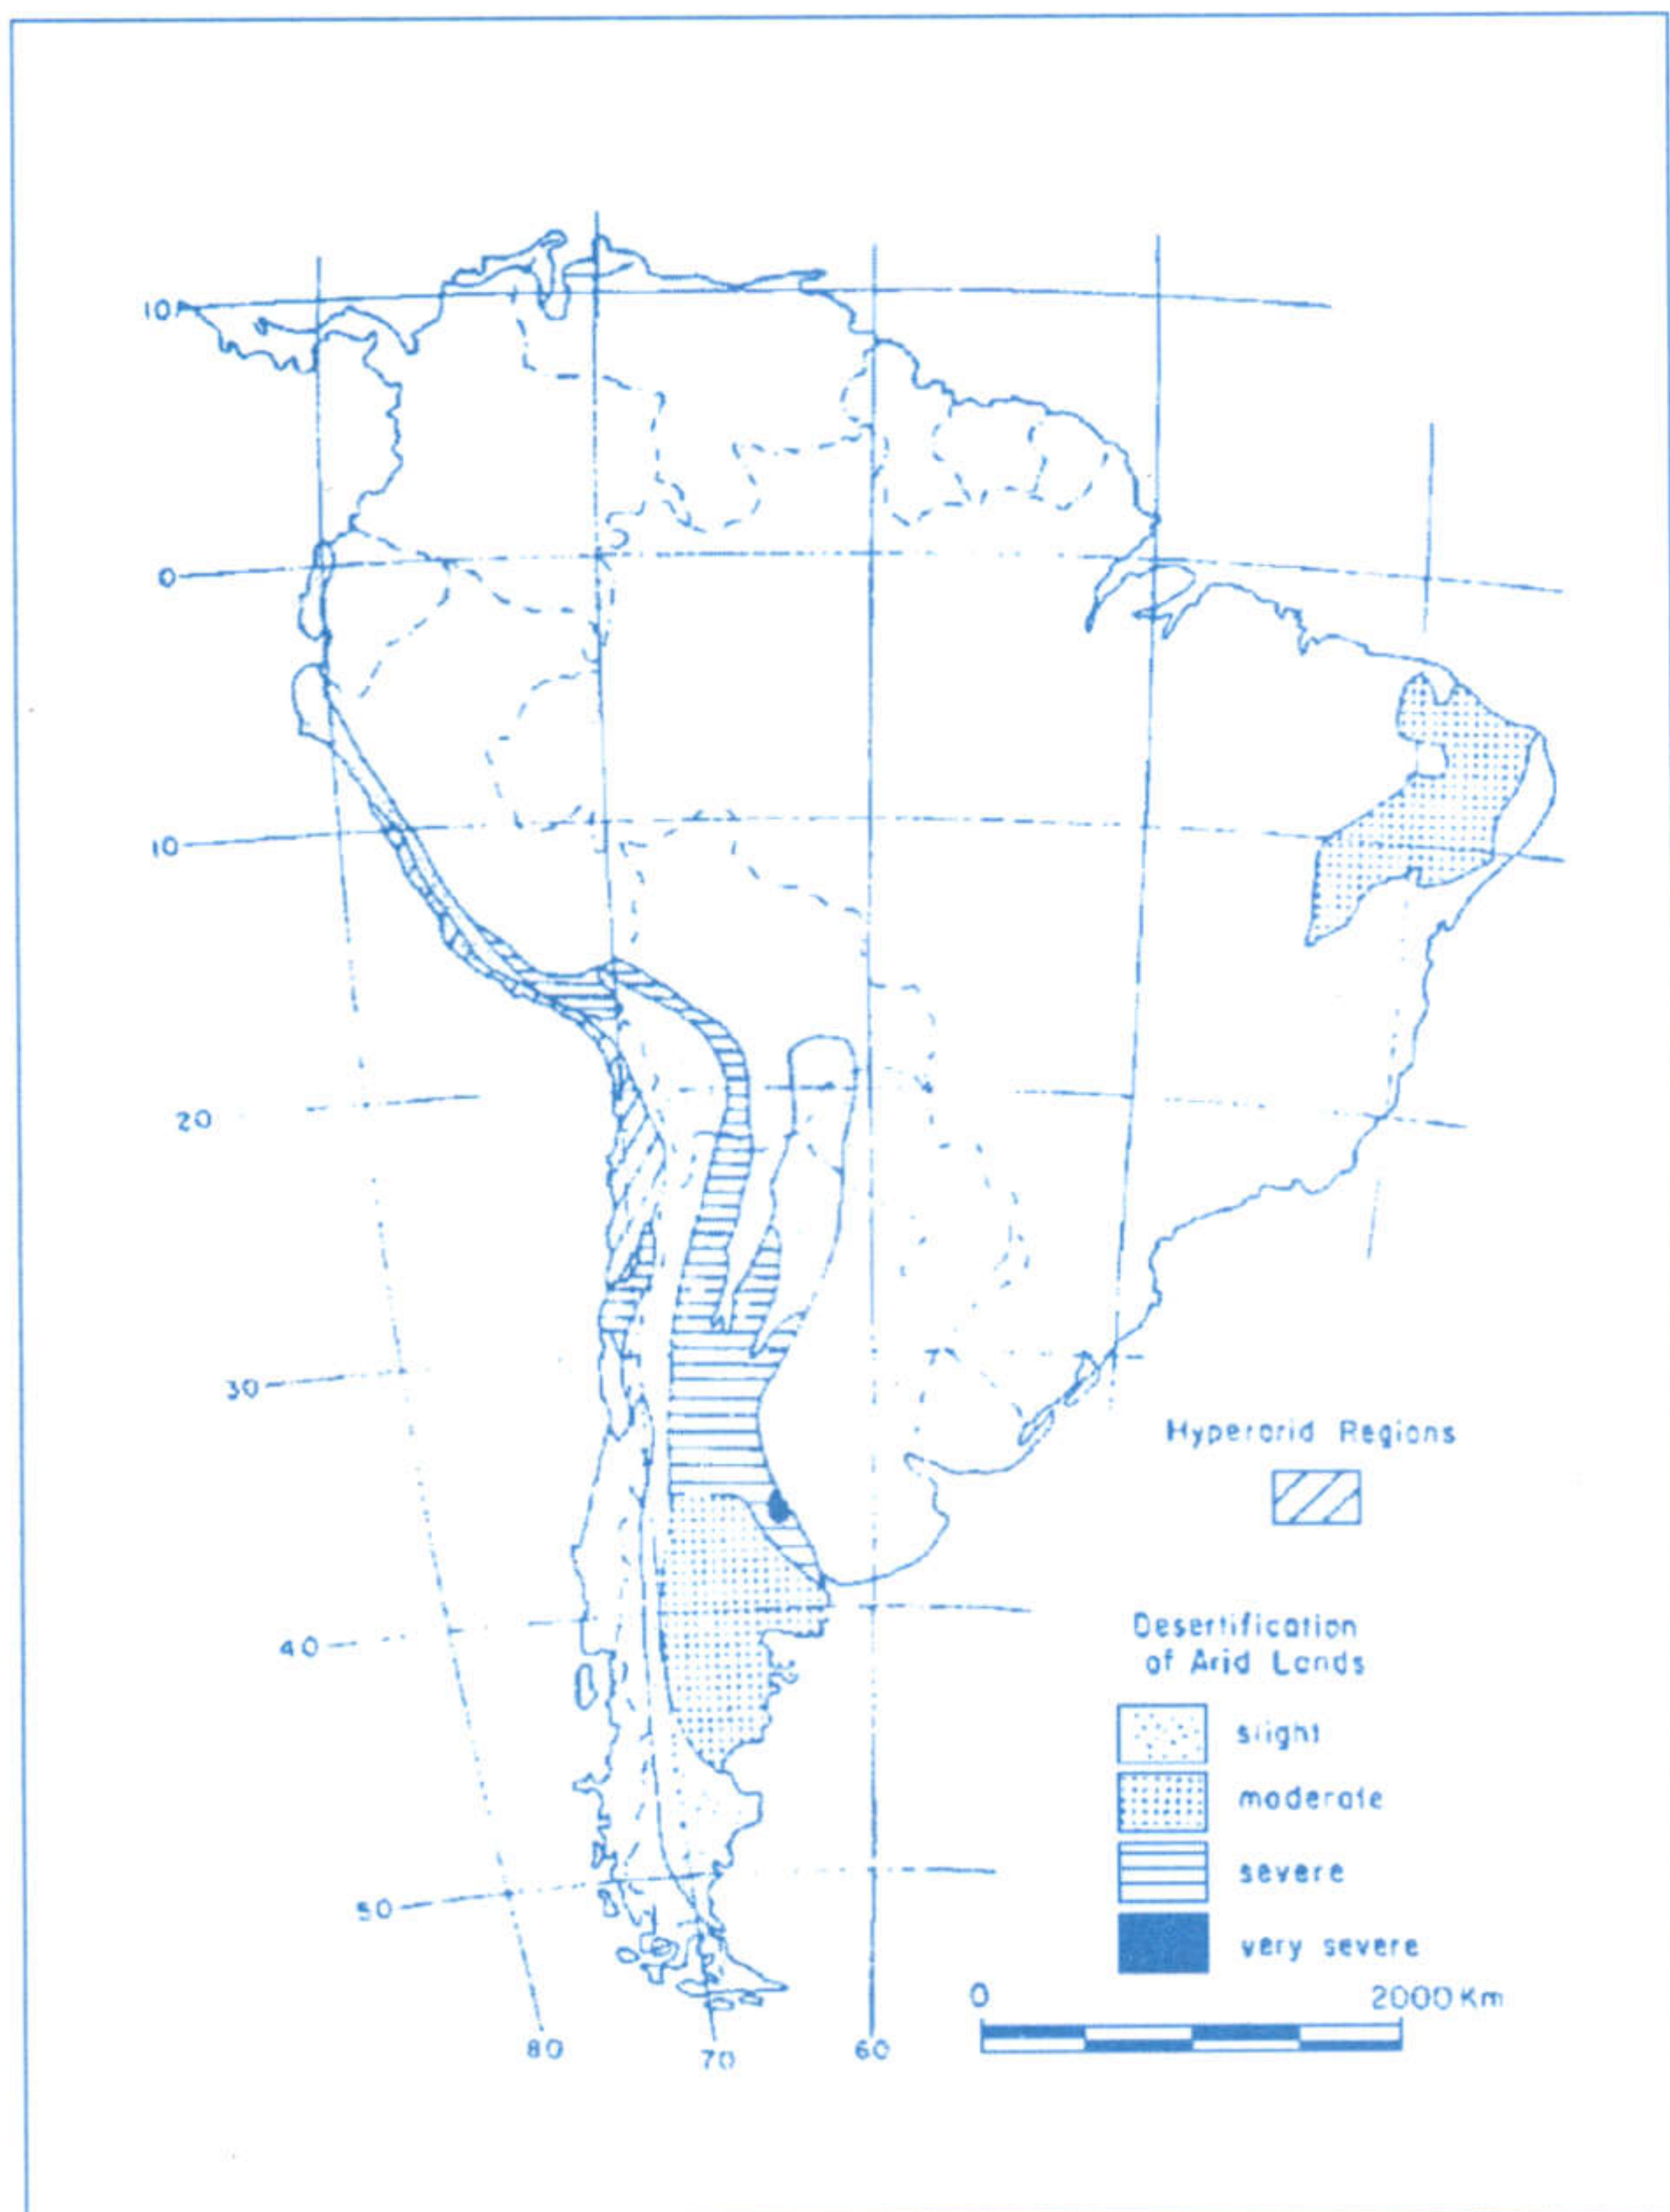 10
0
10
20
30
40
50
80
70
60
Hyperarid Regions
Desertification
of Arid Lands
slight
moderate
severe
very severe
0
2000 Km